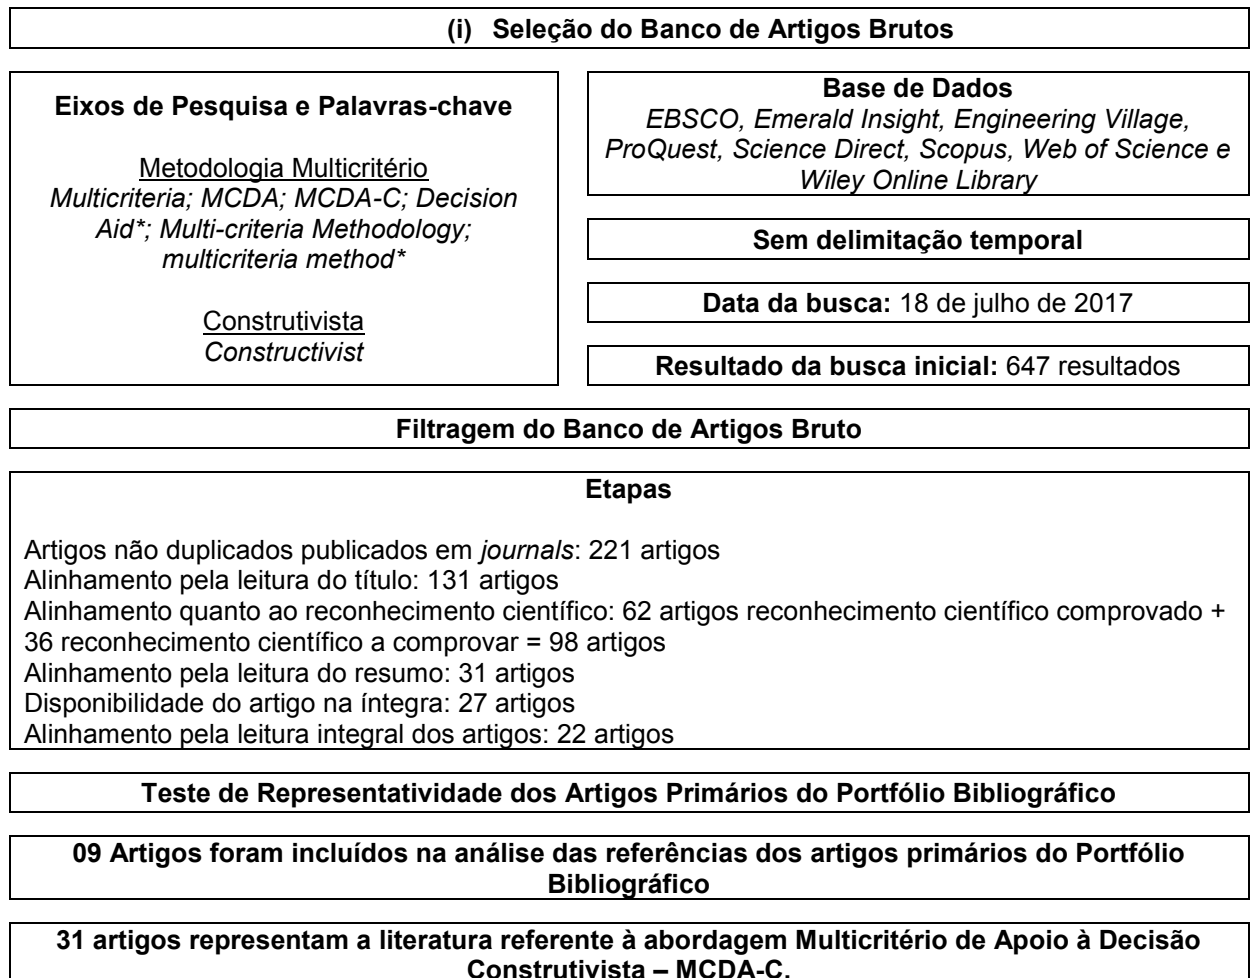 (i) Seleção do Banco de Artigos Brutos
Eixos de Pesquisa e Palavras-chave
Metodologia Multicritério
Multicriteria; MCDA; MCDA-C; Decision
Aid*; Multi-criteria Methodology;
multicriteria method*
Construtivista
Constructivist
Base de Dados
EBSCO, Emerald Insight, Engineering Village,
ProQuest, Science Direct, Scopus, Web of Science e
Wiley Online Library
Sem delimitação temporal
Data da busca: 18 de julho de 2017
Resultado da busca inicial: 647 resultados
Filtragem do Banco de Artigos Bruto
Etapas
Artigos não duplicados publicados em journals: 221 artigos
Alinhamento pela leitura do título: 131 artigos
Alinhamento quanto ao reconhecimento científico: 62 artigos reconhecimento científico comprovado +
36 reconhecimento científico a comprovar = 98 artigos
Alinhamento pela leitura do resumo: 31 artigos
Disponibilidade do artigo na íntegra: 27 artigos
Alinhamento pela leitura integral dos artigos: 22 artigos
Teste de Representatividade dos Artigos Primários do Portfólio Bibliográfico
09 Artigos foram incluídos na análise das referências dos artigos primários do Portfólio
Bibliográfico
31 artigos representam a literatura referente à abordagem Multicritério de Apoio à Decisão
Construtivista – MCDA-C.